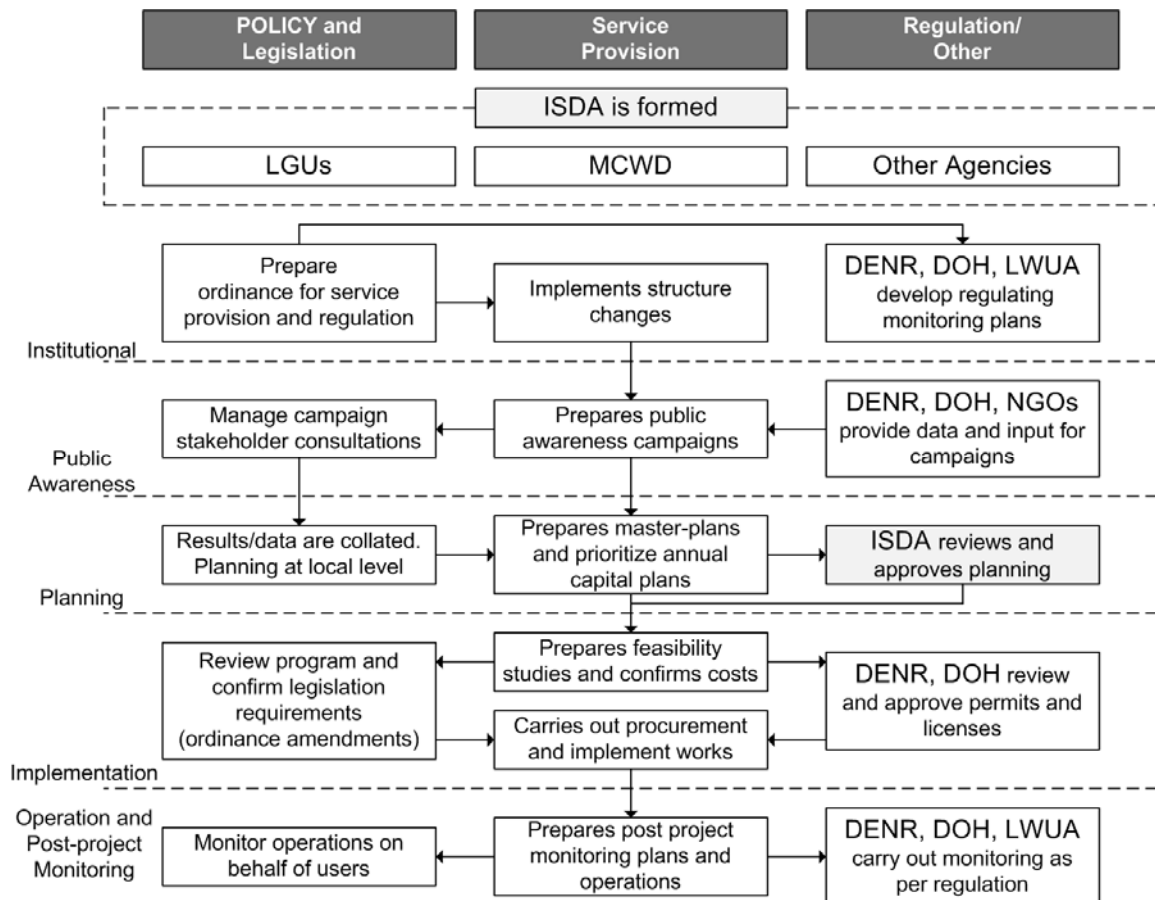 POLICY and
Legislation
Service
Provision
Regulation/
Other
ISDA is formed
LGUs
MCWD
Other Agencies
Prepare
ordinance for service
provision and regulation
Implements structure
changes
DENR, DOH, LWUA
develop regulating
monitoring plans
Institutional
Manage campaign
stakeholder consultations
Prepares public
awareness campaigns
DENR, DOH, NGOs
provide data and input for
campaigns
Public
Awareness
Results/data are collated.
Planning at local level
Prepares master-plans
and prioritize annual
capital plans
ISDA reviews and
approves planning
Planning
Review program and
confirm legislation
requirements
(ordinance amendments)
Prepares feasibility
studies and confirms costs
Carries out procurement
and implement works
DENR, DOH review
and approve permits and
licenses
Implementation
Operation and
Post-project
Monitoring
Monitor operations on
behalf of users
Prepares post project
monitoring plans and
operations
DENR, DOH, LWUA
carry out monitoring as
per regulation